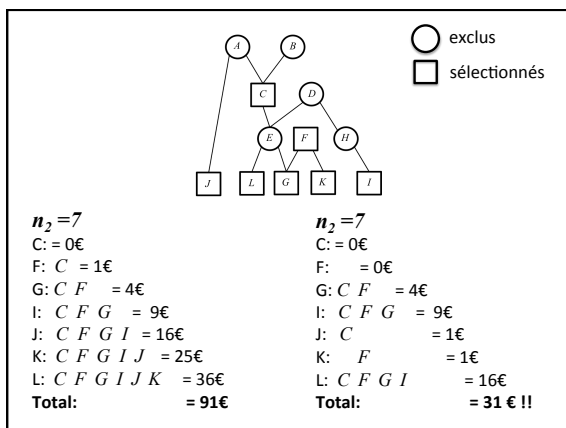 A B exclus
C sélectionnés
D
E F H
J L G K I
n₂ =7
C: = 0€
F: C = 1€
G: C F = 4€
I: C F G = 9€
J: C F G I = 16€
K: C F G I J = 25€
L: C F G I J K = 36€
Total: = 91€
n₂ =7
C: = 0€
F: = 0€
G: C F = 4€
I: C F G = 9€
J: C = 1€
K: F = 1€
L: C F G I = 16€
Total: = 31 € !!